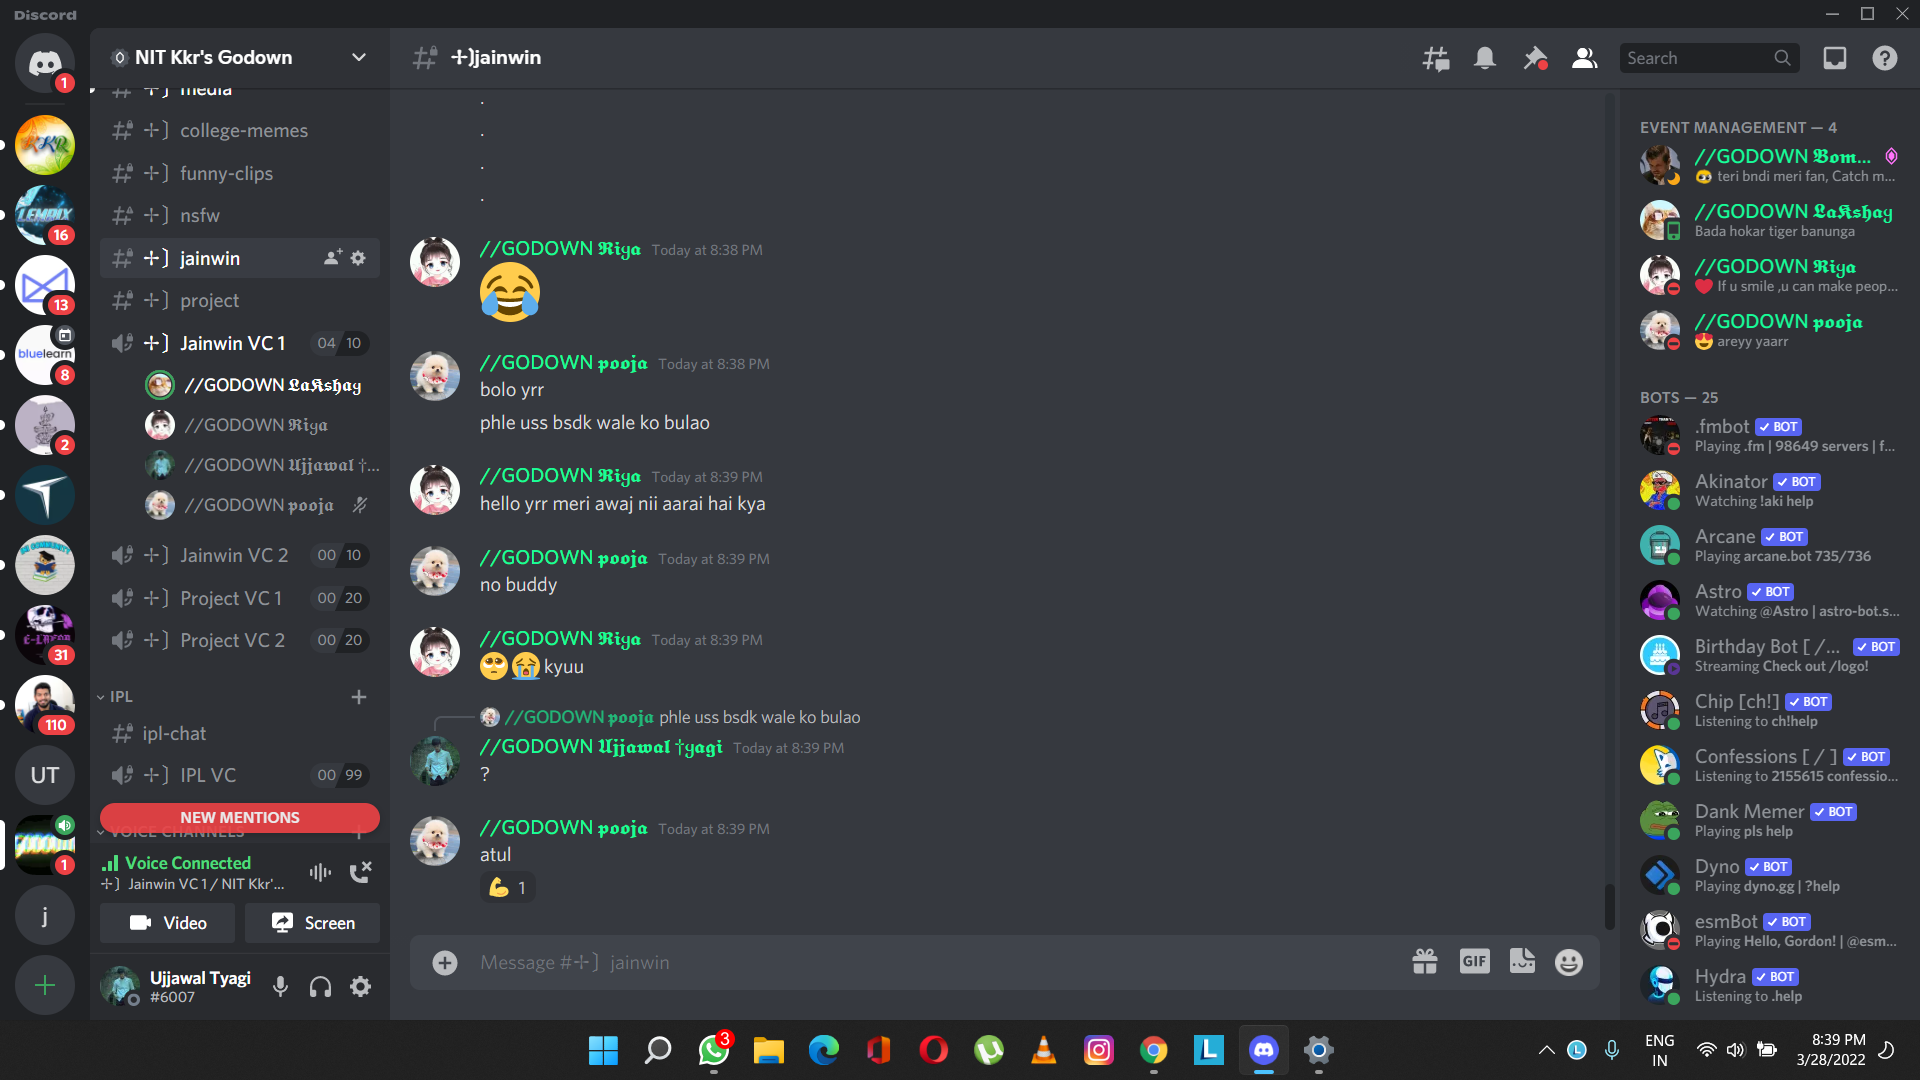 Discord
NIT Kkr's Godown
media
college-memes
funny-clips
nsfw
jainwin
project
Jainwin VC 1 04 10
//GODOWN 𝕷𝖆𝕶𝖘𝖍𝖆𝖞
//GODOWN 𝕽𝖎𝖞𝖆
//GODOWN 𝖀𝖏𝖏𝖆𝖜𝖆𝖑 †...
//GODOWN 𝖕𝖔𝖔𝖏𝖆
Jainwin VC 2 00 10
Project VC 1 00 20
Project VC 2 00 20
IPL
ipl-chat
IPL VC 00 99
NEW MENTIONS
VOICE CHANNELS
Voice Connected
Jainwin VC 1 / NIT Kkr'...
Video Screen
Ujjawal Tyagi
#6007
1
KKR
LEMPIX
16
13
bluelearn
8
2
31
110
UT
1
j
jainwin
Search
.
.
.
.
//GODOWN 𝕽𝖎𝖞𝖆 Today at 8:38 PM
😂
//GODOWN 𝖕𝖔𝖔𝖏𝖆 Today at 8:38 PM
bolo yrr
phle uss bsdk wale ko bulao
//GODOWN 𝕽𝖎𝖞𝖆 Today at 8:39 PM
hello yrr meri awaj nii aarai hai kya
//GODOWN 𝖕𝖔𝖔𝖏𝖆 Today at 8:39 PM
no buddy
//GODOWN 𝕽𝖎𝖞𝖆 Today at 8:39 PM
🥺😭kyuu
//GODOWN 𝖕𝖔𝖔𝖏𝖆 phle uss bsdk wale ko bulao
//GODOWN 𝖀𝖏𝖏𝖆𝖜𝖆𝖑 †𝖞𝖆𝖌𝖎 Today at 8:39 PM
?
//GODOWN 𝖕𝖔𝖔𝖏𝖆 Today at 8:39 PM
atul
💪 1
Message # jainwin
GIF
EVENT MANAGEMENT — 4
//GODOWN 𝕭𝖔𝖒...
teri bndi meri fan, Catch m...
//GODOWN 𝕷𝖆𝕶𝖘𝖍𝖆𝖞
Bada hokar tiger banunga
//GODOWN 𝕽𝖎𝖞𝖆
❤️ If u smile ,u can make peop...
//GODOWN 𝖕𝖔𝖔𝖏𝖆
😍 areyy yaarr
BOTS — 25
.fmbot ✓ BOT
Playing .fm | 98649 servers | f...
Akinator ✓ BOT
Watching !aki help
Arcane ✓ BOT
Playing arcane.bot 735/736
Astro ✓ BOT
Watching @Astro | astro-bot.s...
Birthday Bot [ /... ✓ BOT
Streaming Check out /logo!
Chip [ch!] ✓ BOT
Listening to ch!help
Confessions [ / ] ✓ BOT
Listening to 2155615 confessio...
Dank Memer ✓ BOT
Playing pls help
Dyno ✓ BOT
Playing dyno.gg | ?help
esmBot ✓ BOT
Playing Hello, Gordon! | @esm...
Hydra ✓ BOT
Listening to .help
3
L
L
ENG
IN
8:39 PM
3/28/2022